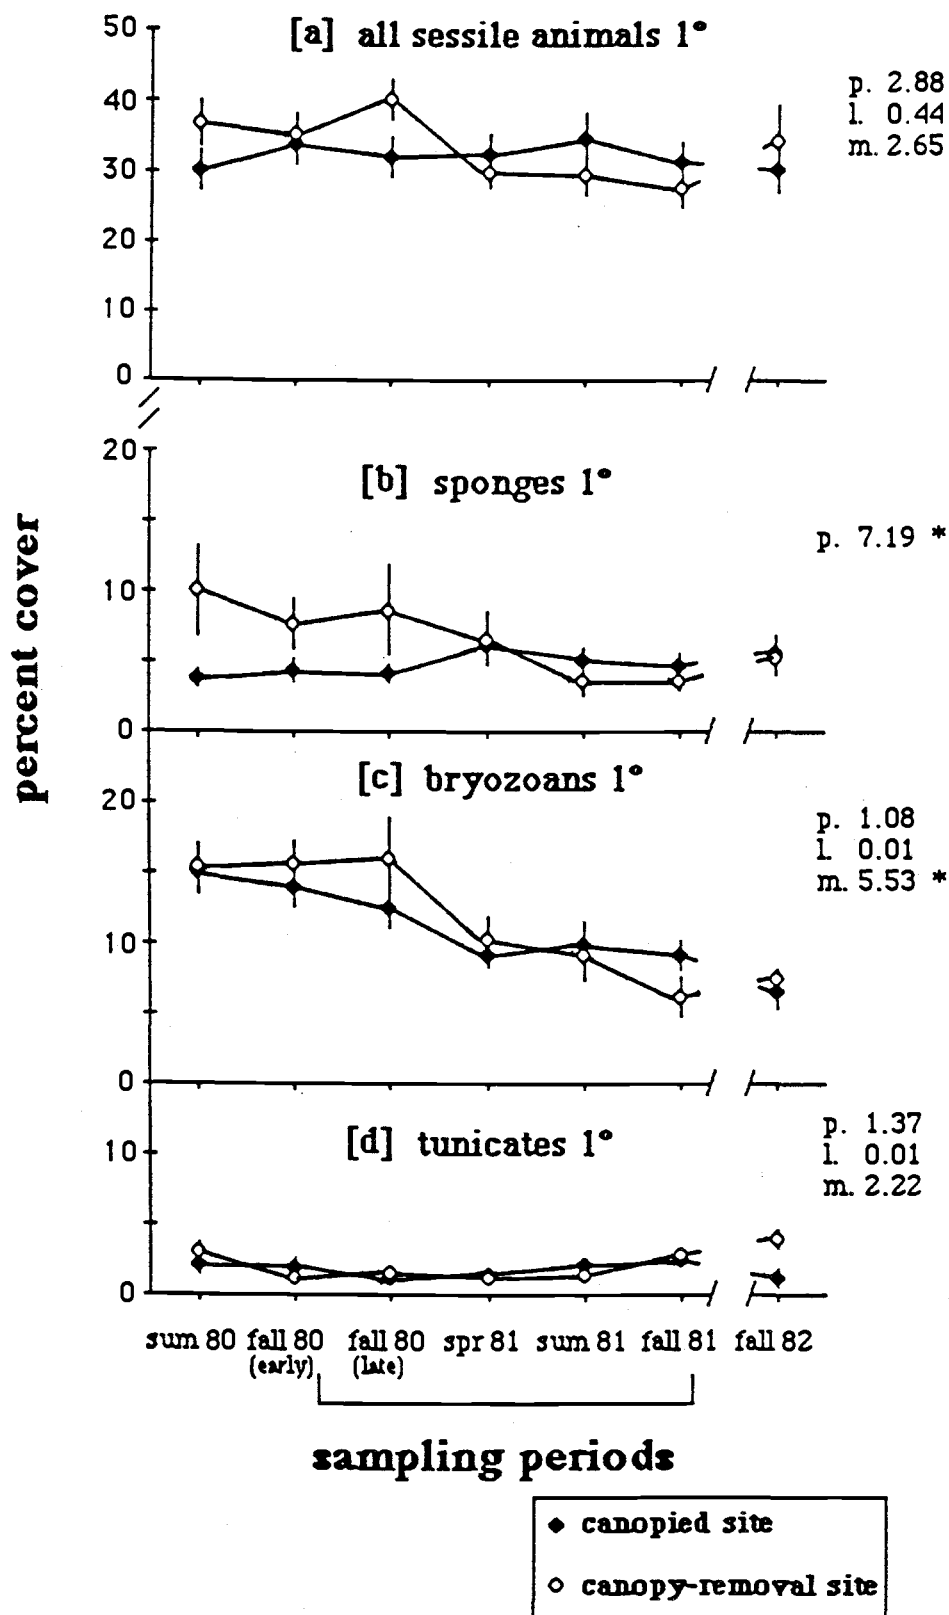 [a] all sessile animals 1°
50
40
30
20
10
0
p. 2.88
l. 0.44
m. 2.65
percent cover
[b] sponges 1°
20
10
0
p. 7.19 *
[c] bryozoans 1°
20
10
0
p. 1.08
l. 0.01
m. 5.53 *
[d] tunicates 1°
10
0
p. 1.37
l. 0.01
m. 2.22
sum 80 fall 80 fall 80 spr 81 sum 81 fall 81 fall 82
(early) (late)
sampling periods
canopied site
canopy-removal site